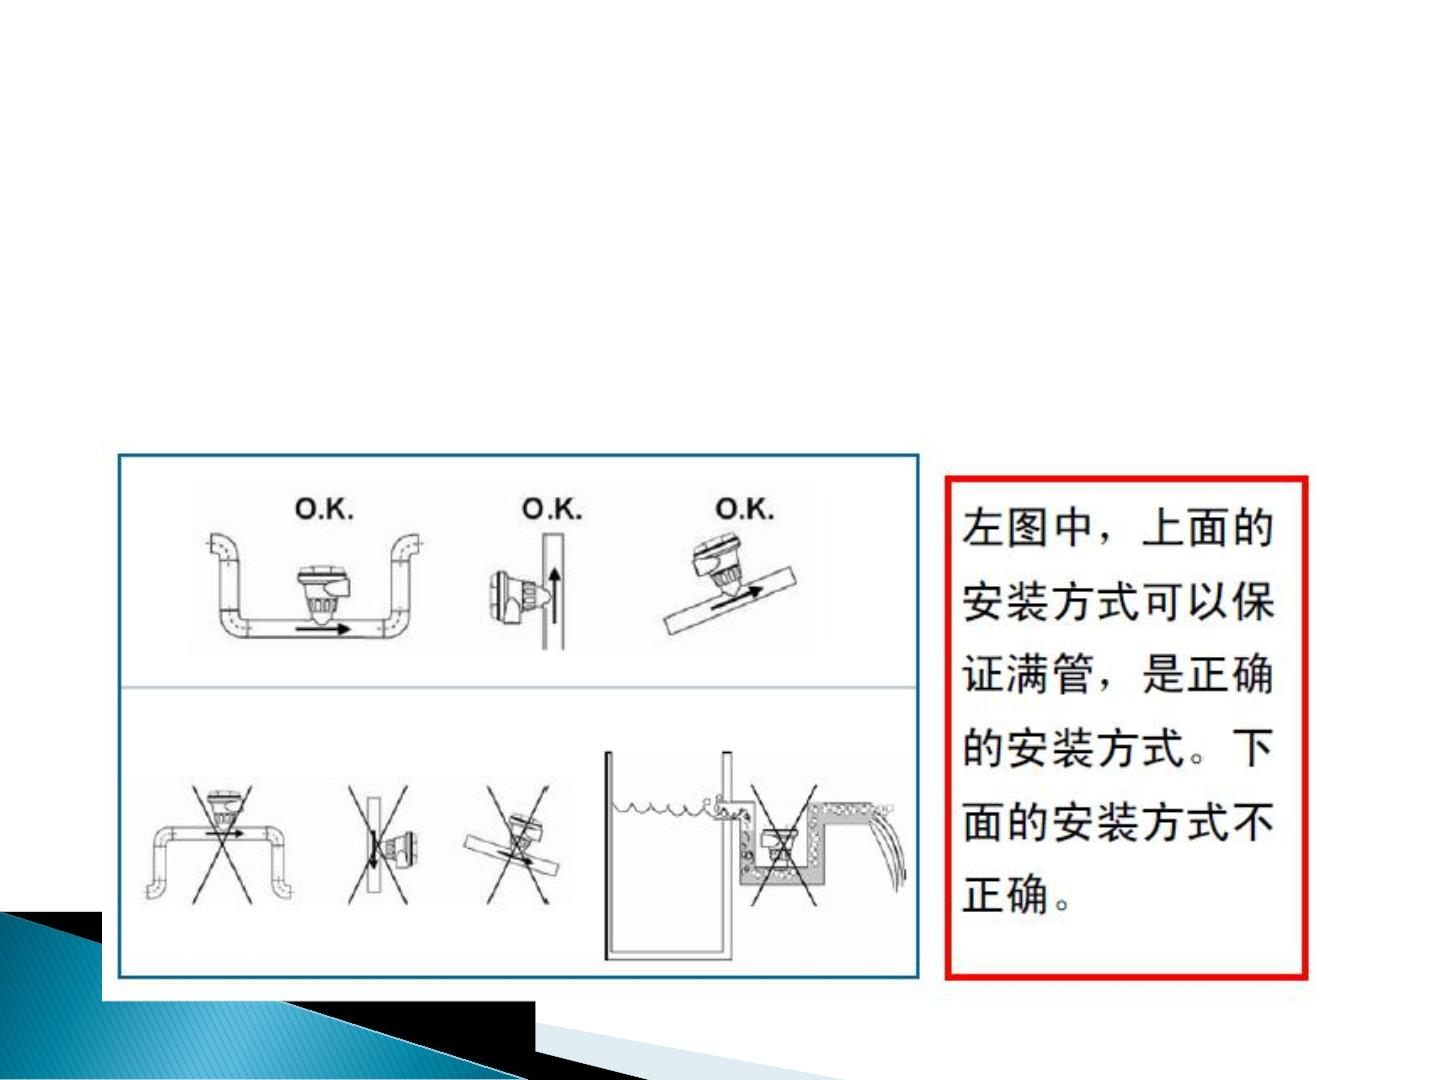 O.K. O.K. O.K.
左图中，上面的
安装方式可以保
证满管，是正确
的安装方式。下
面的安装方式不
正确。